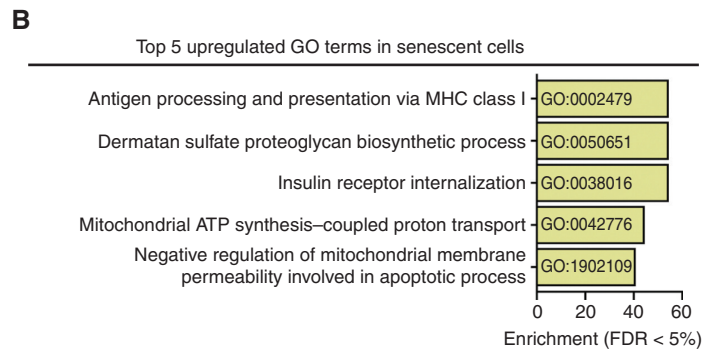 B
Top 5 upregulated GO terms in senescent cells
Antigen processing and presentation via MHC class I
GO:0002479
Dermatan sulfate proteoglycan biosynthetic process
GO:0050651
Insulin receptor internalization
GO:0038016
Mitochondrial ATP synthesis–coupled proton transport
GO:0042776
Negative regulation of mitochondrial membrane
permeability involved in apoptotic process
GO:1902109
0 20 40 60
Enrichment (FDR < 5%)